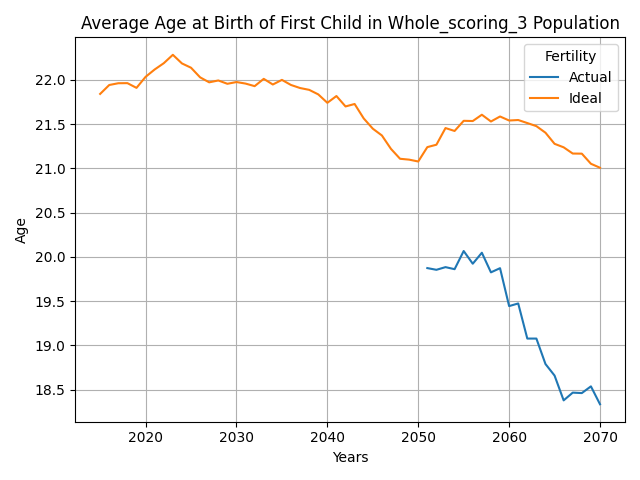 Average Age at Birth of First Child in Whole_scoring_3 Population
Fertility
Actual
Ideal
22.0
21.5
21.0
20.5
20.0
19.5
19.0
18.5
Age
2020 2030 2040 2050 2060 2070
Years